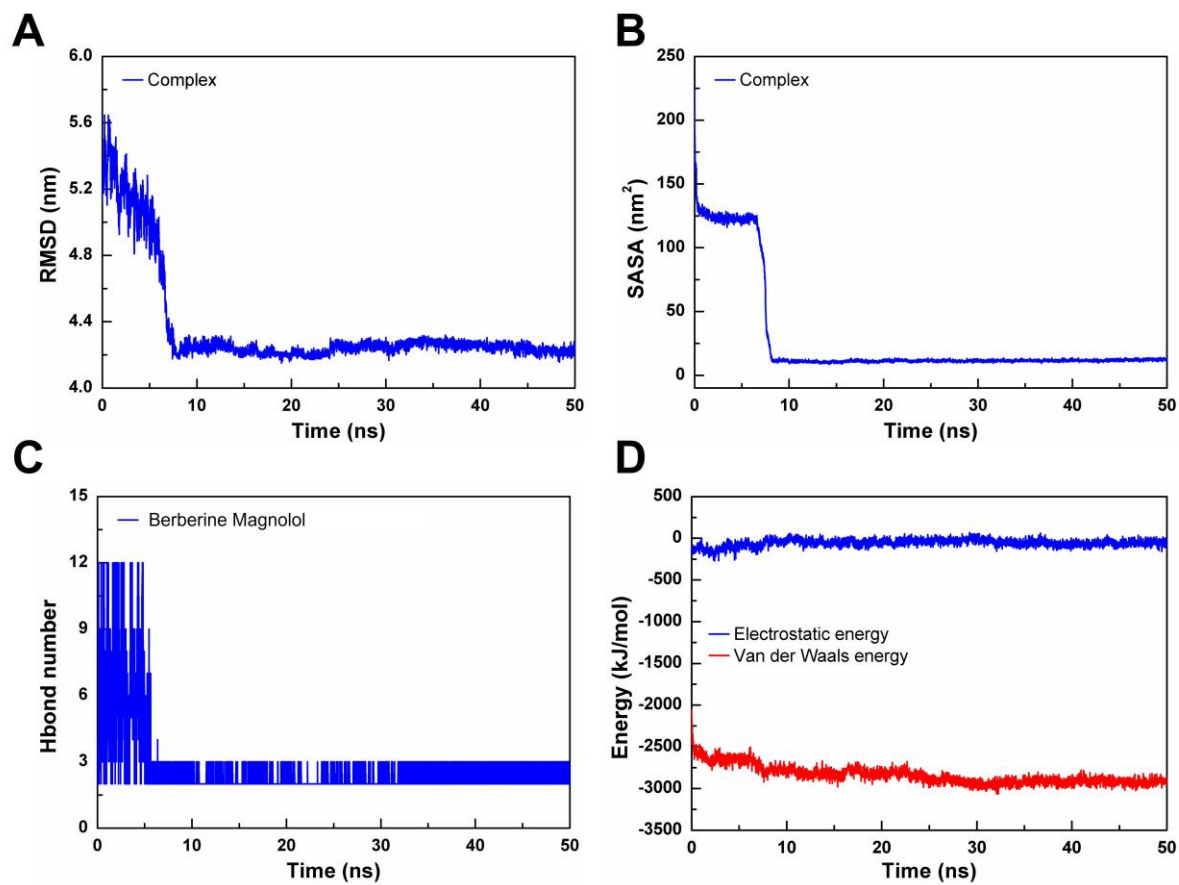 A
6.0
5.6
5.2
4.8
4.4
4.0
RMSD (nm)
Complex
0 10 20 30 40 50
Time (ns)
B
250
200
150
100
50
0
SASA (nm²)
Complex
0 10 20 30 40 50
Time (ns)
C
15
12
9
6
3
0
Hbond number
Berberine Magnolol
0 10 20 30 40 50
Time (ns)
D
500
0
-500
-1000
-1500
-2000
-2500
-3000
-3500
Energy (kJ/mol)
Electrostatic energy
Van der Waals energy
0 10 20 30 40 50
Time (ns)